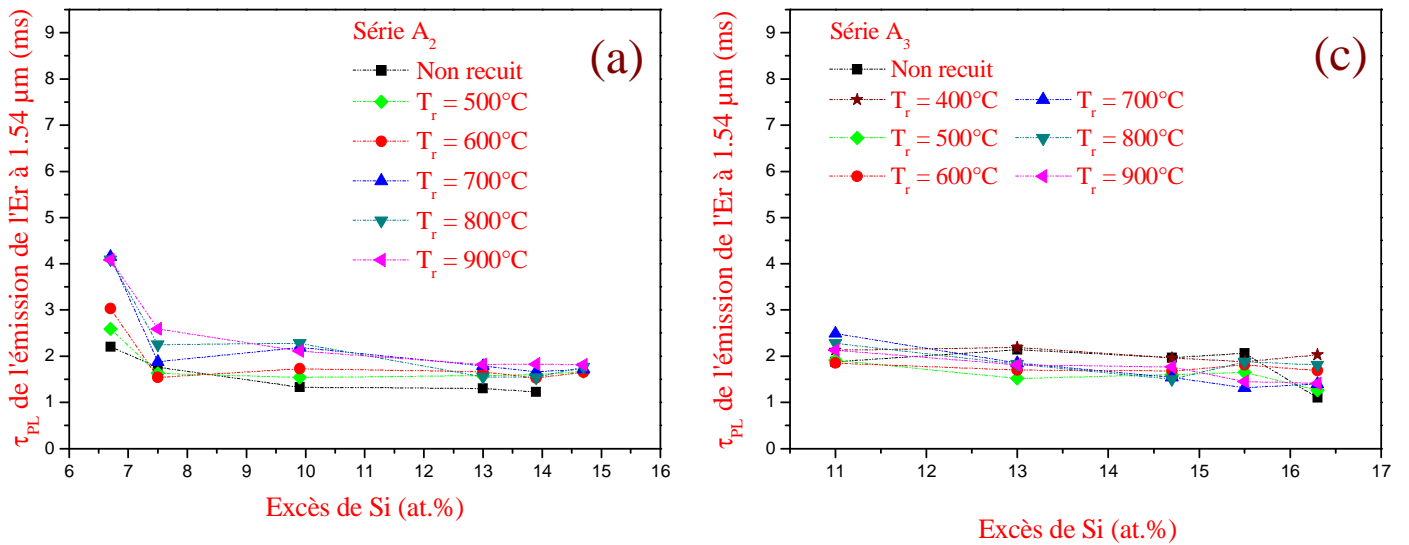 Série A2
(a)
Non recuit
Tr = 500°C
Tr = 600°C
Tr = 700°C
Tr = 800°C
Tr = 900°C
τPL de l'émission de l'Er à 1.54 µm (ms)
9
8
7
6
5
4
3
2
1
0
6 7 8 9 10 11 12 13 14 15 16
Excès de Si (at.%)
Série A3
(c)
Non recuit
Tr = 400°C
Tr = 700°C
Tr = 500°C
Tr = 800°C
Tr = 600°C
Tr = 900°C
τPL de l'émission de l'Er à 1.54 µm (ms)
9
8
7
6
5
4
3
2
1
0
11 12 13 14 15 16 17
Excès de Si (at.%)